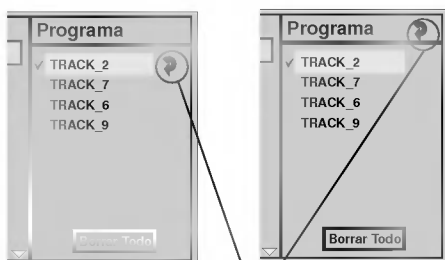 Programa
✓ TRACK_2
TRACK_7
TRACK_6
TRACK_9
Borrar Todo
Programa
✓ TRACK_2
TRACK_7
TRACK_6
TRACK_9
Borrar Todo